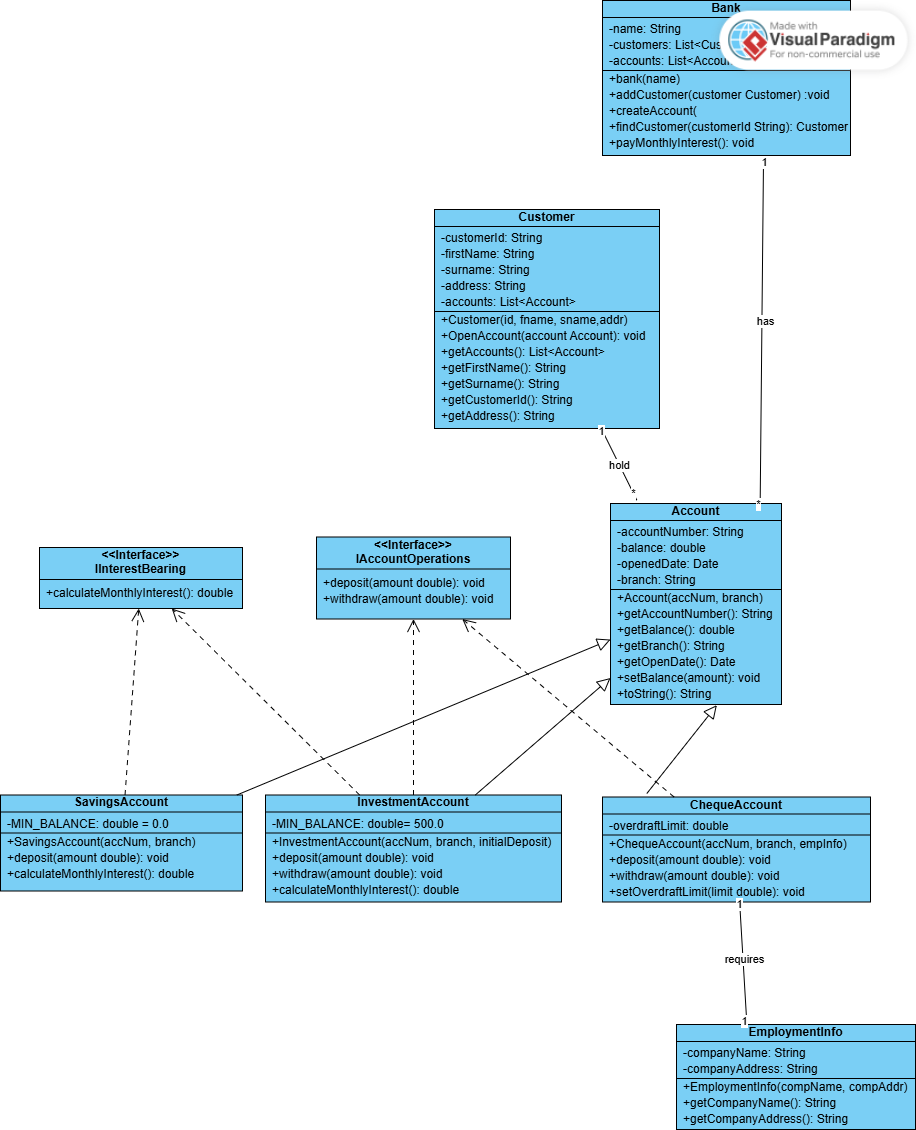 Bank
-name: String
-customers: List<Cus
-accounts: List<Accou
Made with
VisualParadigm
For non-commercial use
+bank(name)
+addCustomer(customer Customer) :void
+createAccount(
+findCustomer(customerId String): Customer
+payMonthlyInterest(): void
1
has
*
Customer
-customerId: String
-firstName: String
-surname: String
-address: String
-accounts: List<Account>
+Customer(id, fname, sname,addr)
+OpenAccount(account Account): void
+getAccounts(): List<Account>
+getFirstName(): String
+getSurname(): String
+getCustomerId(): String
+getAddress(): String
1
hold
*
Account
-accountNumber: String
-balance: double
-openedDate: Date
-branch: String
+Account(accNum, branch)
+getAccountNumber(): String
+getBalance(): double
+getBranch(): String
+getOpenDate(): Date
+setBalance(amount): void
+toString(): String
<<Interface>>
IInterestBearing
+calculateMonthlyInterest(): double
<<Interface>>
IAccountOperations
+deposit(amount double): void
+withdraw(amount double): void
SavingsAccount
-MIN_BALANCE: double = 0.0
+SavingsAccount(accNum, branch)
+deposit(amount double): void
+calculateMonthlyInterest(): double
InvestmentAccount
-MIN_BALANCE: double= 500.0
+InvestmentAccount(accNum, branch, initialDeposit)
+deposit(amount double): void
+withdraw(amount double): void
+calculateMonthlyInterest(): double
ChequeAccount
-overdraftLimit: double
+ChequeAccount(accNum, branch, empInfo)
+deposit(amount double): void
+withdraw(amount double): void
+setOverdraftLimit(limit double): void
1
requires
1
EmploymentInfo
-companyName: String
-companyAddress: String
+EmploymentInfo(compName, compAddr)
+getCompanyName(): String
+getCompanyAddress(): String